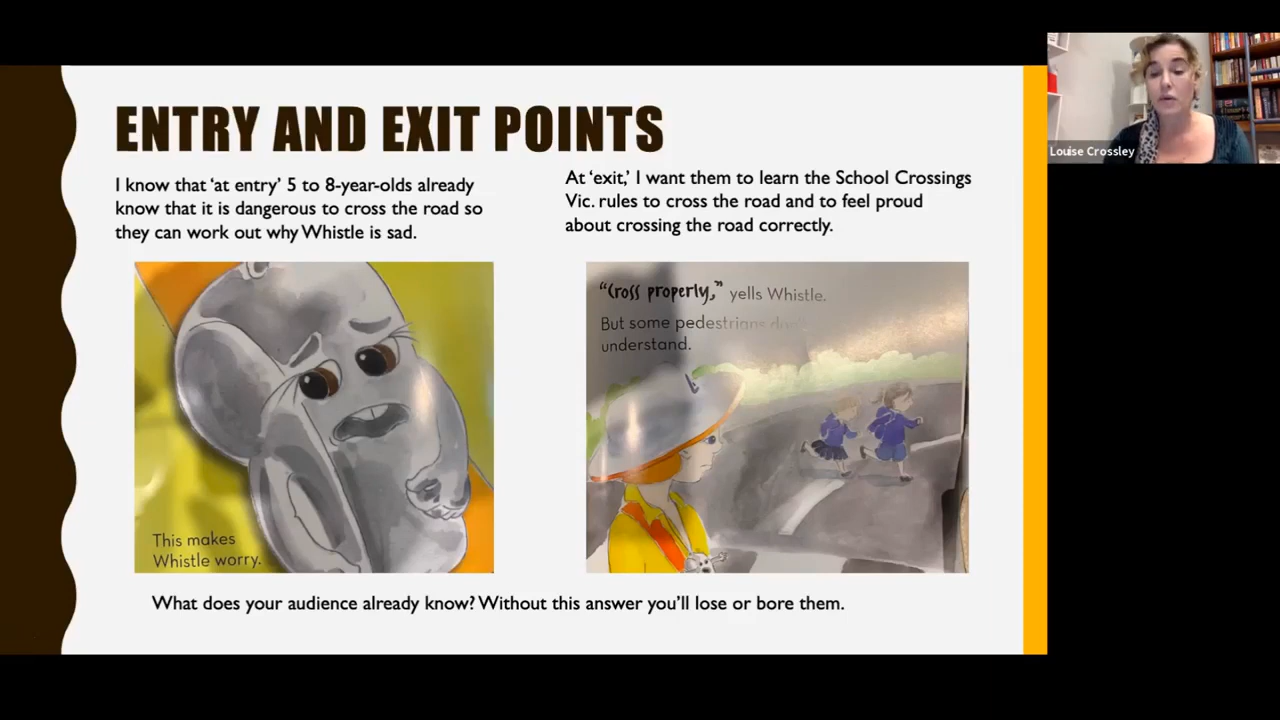 ENTRY AND EXIT POINTS
I know that ‘at entry’ 5 to 8-year-olds already
know that it is dangerous to cross the road so
they can work out why Whistle is sad.
This makes
Whistle worry.
At ‘exit,’ I want them to learn the School Crossings
Vic. rules to cross the road and to feel proud
about crossing the road correctly.
“Cross properly,” yells Whistle.
But some pedestrians don't
understand.
What does your audience already know? Without this answer you’ll lose or bore them.
Louise Crossley